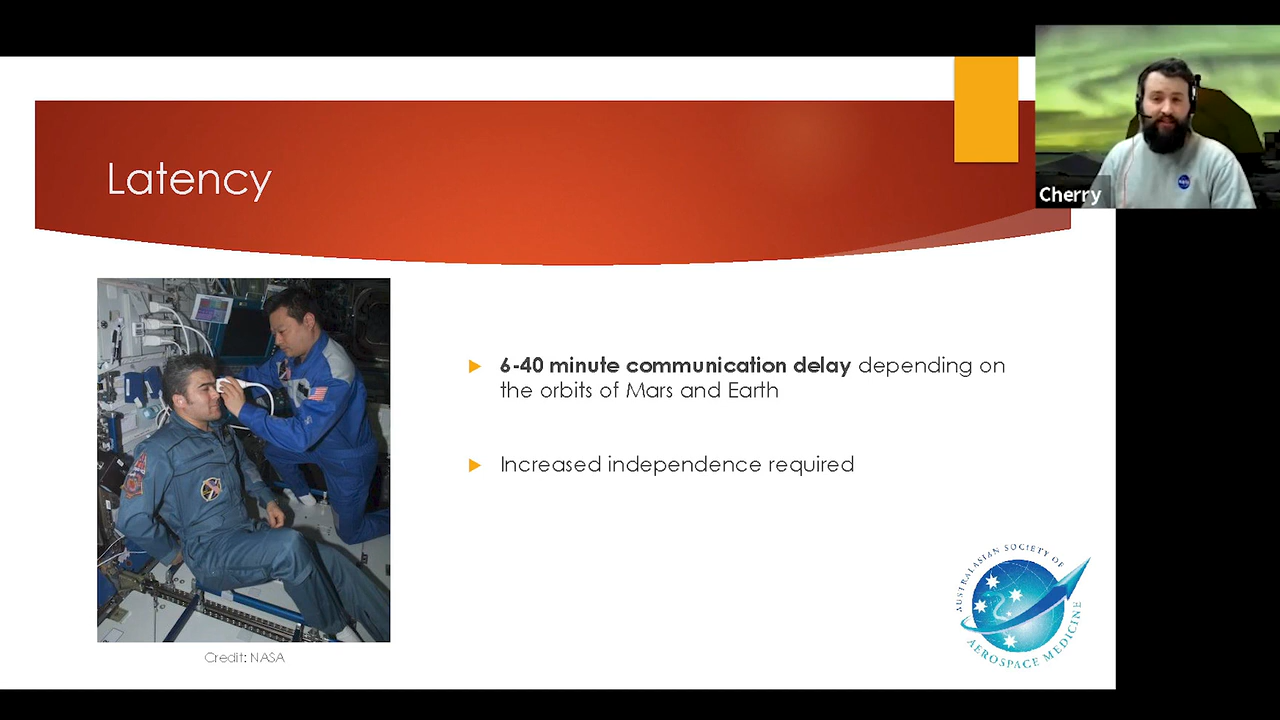 Latency
Cherry
6-40 minute communication delay depending on
the orbits of Mars and Earth
Increased independence required
Credit: NASA
AUSTRALASIAN SOCIETY OF
AEROSPACE MEDICINE